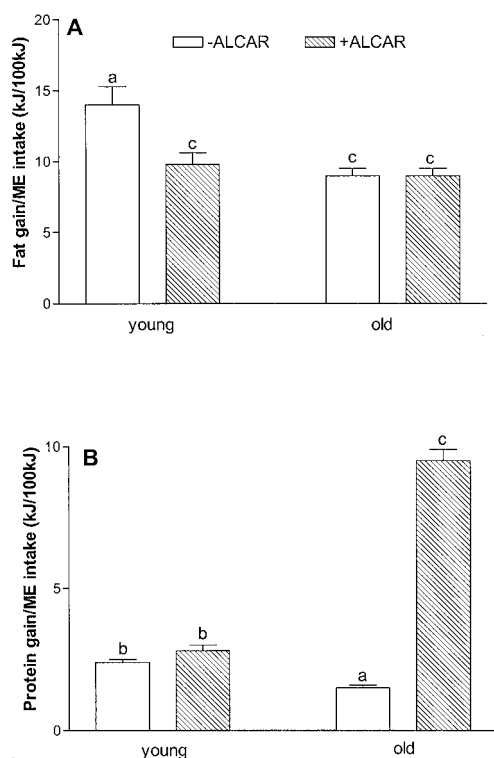 A
-ALCAR +ALCAR
Fat gain/ME intake (kJ/100kJ)
20
15
10
5
0
a
c
c
c
young old
B
Protein gain/ME intake (kJ/100kJ)
10
5
0
b
b
a
c
young old